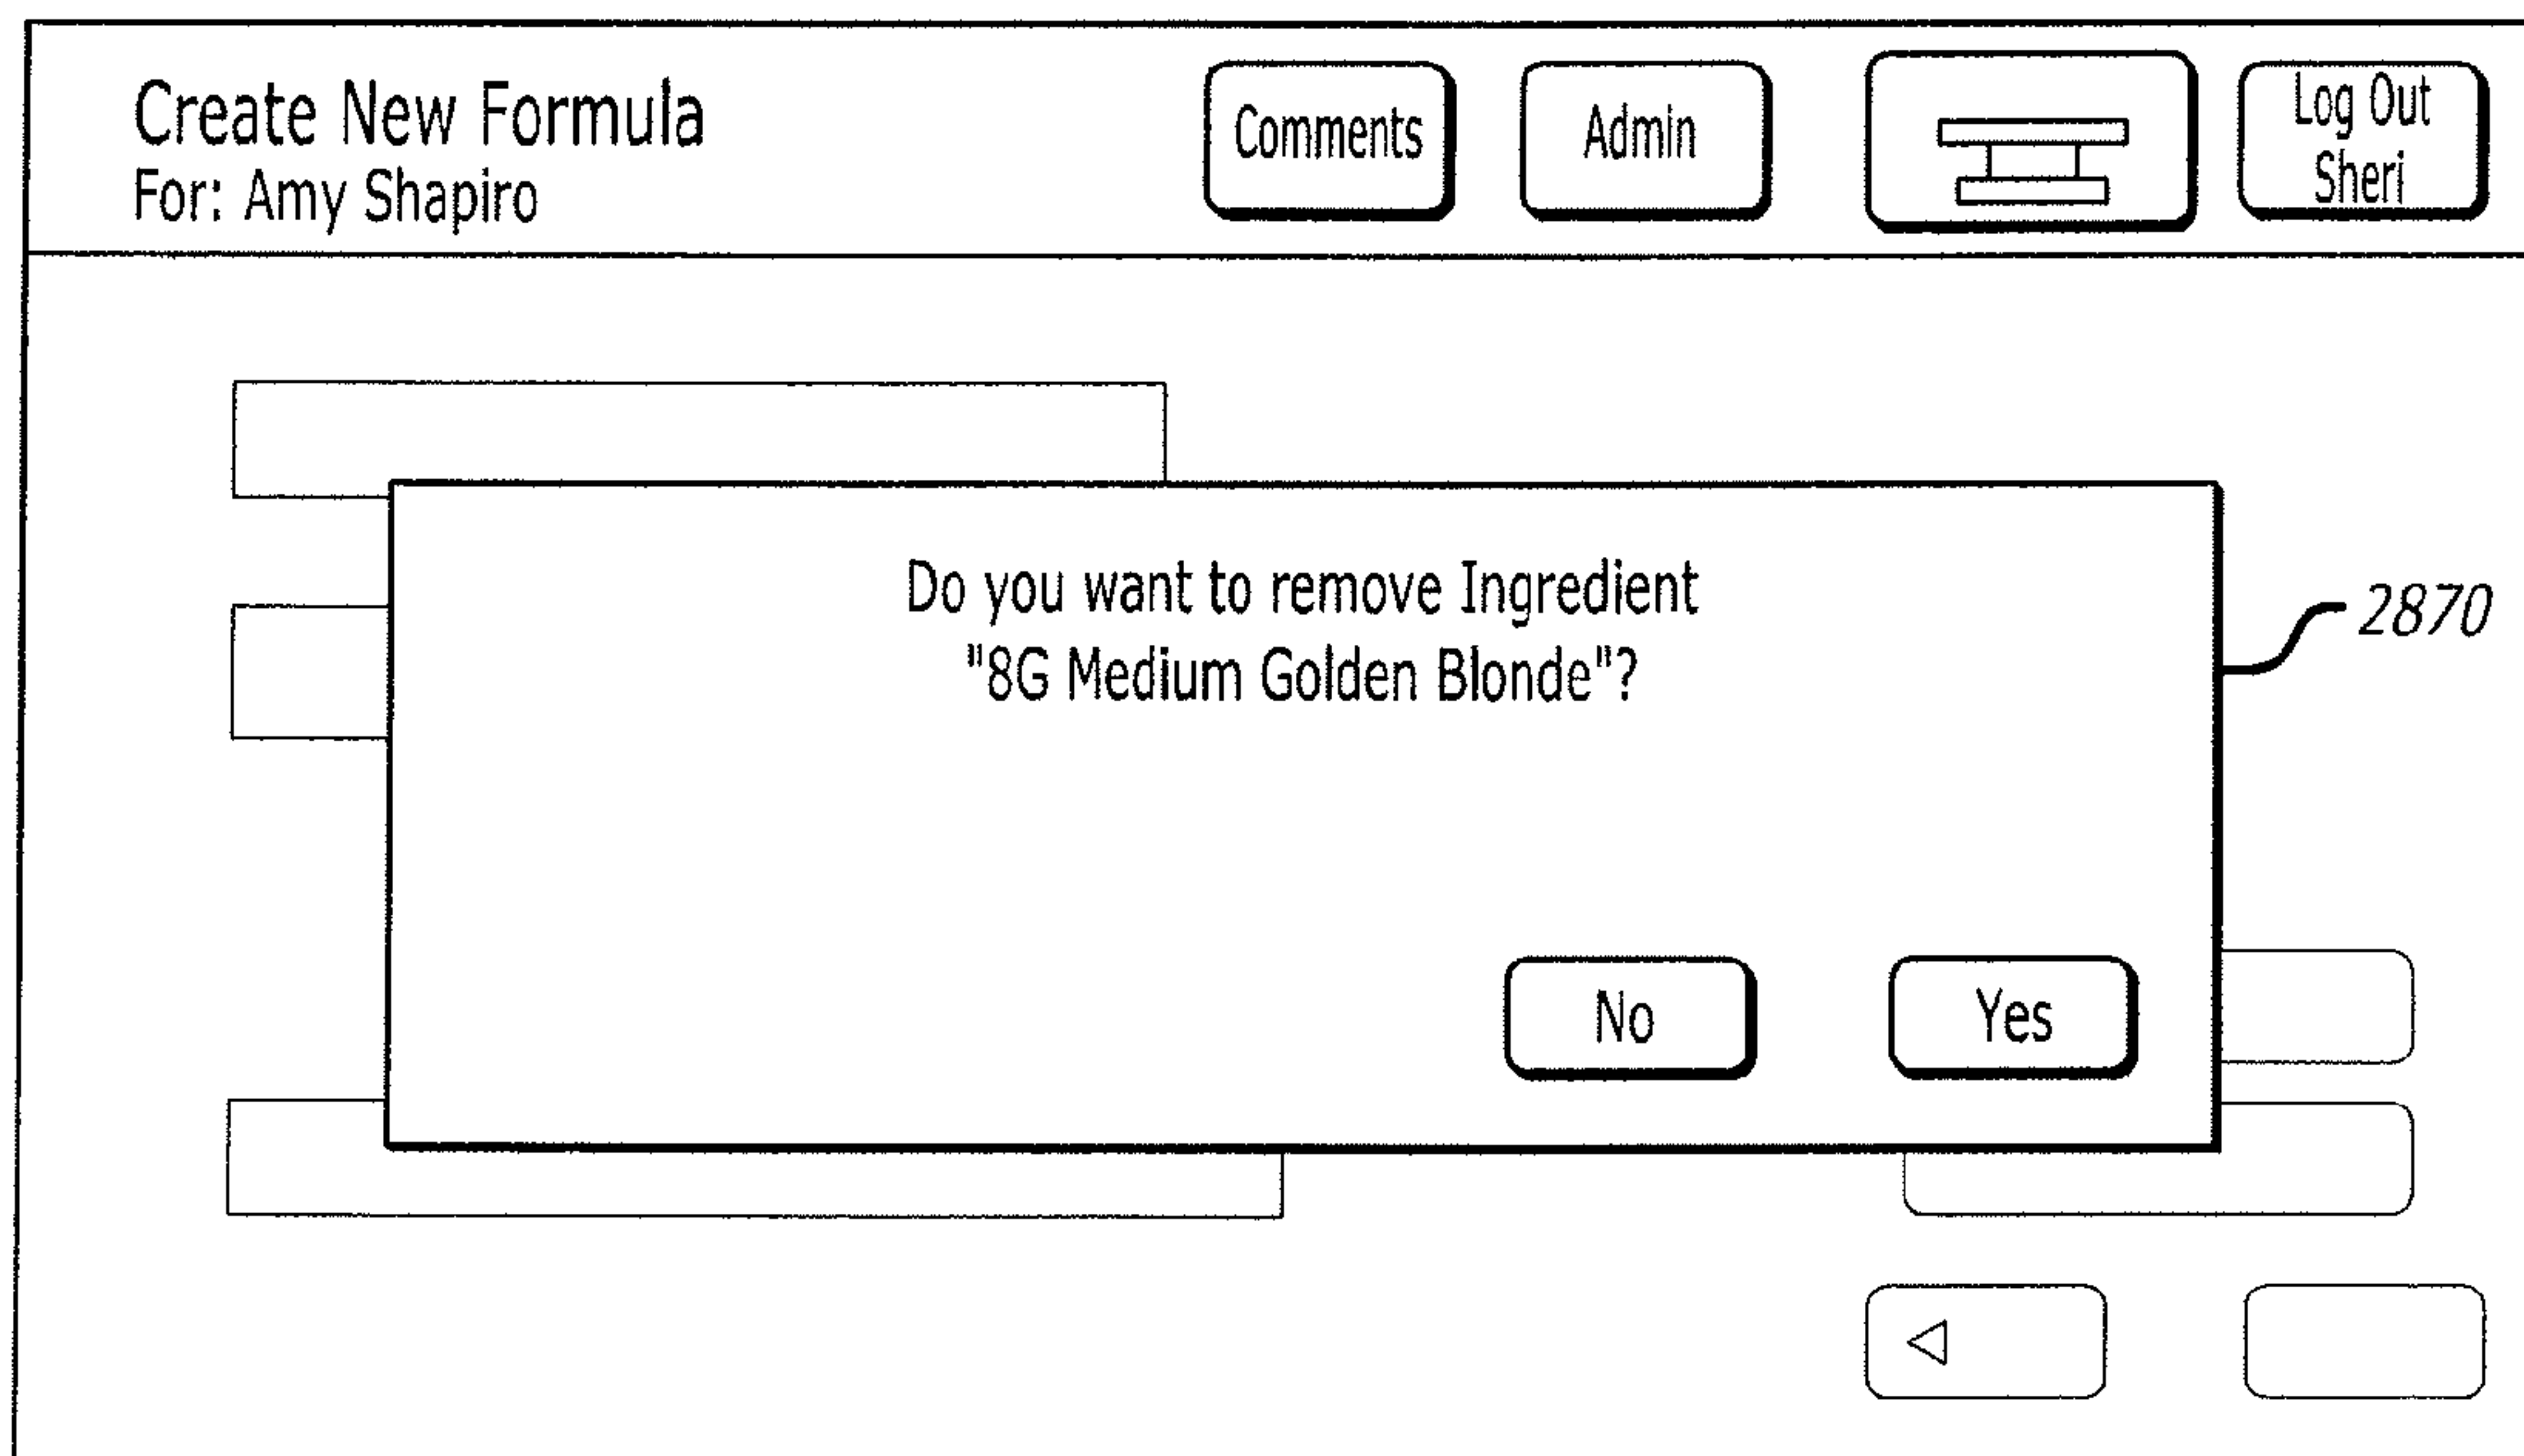 Create New Formula
For: Amy Shapiro
Comments
Admin
Log Out
Sheri
Do you want to remove Ingredient
"8G Medium Golden Blonde"?
2870
No
Yes